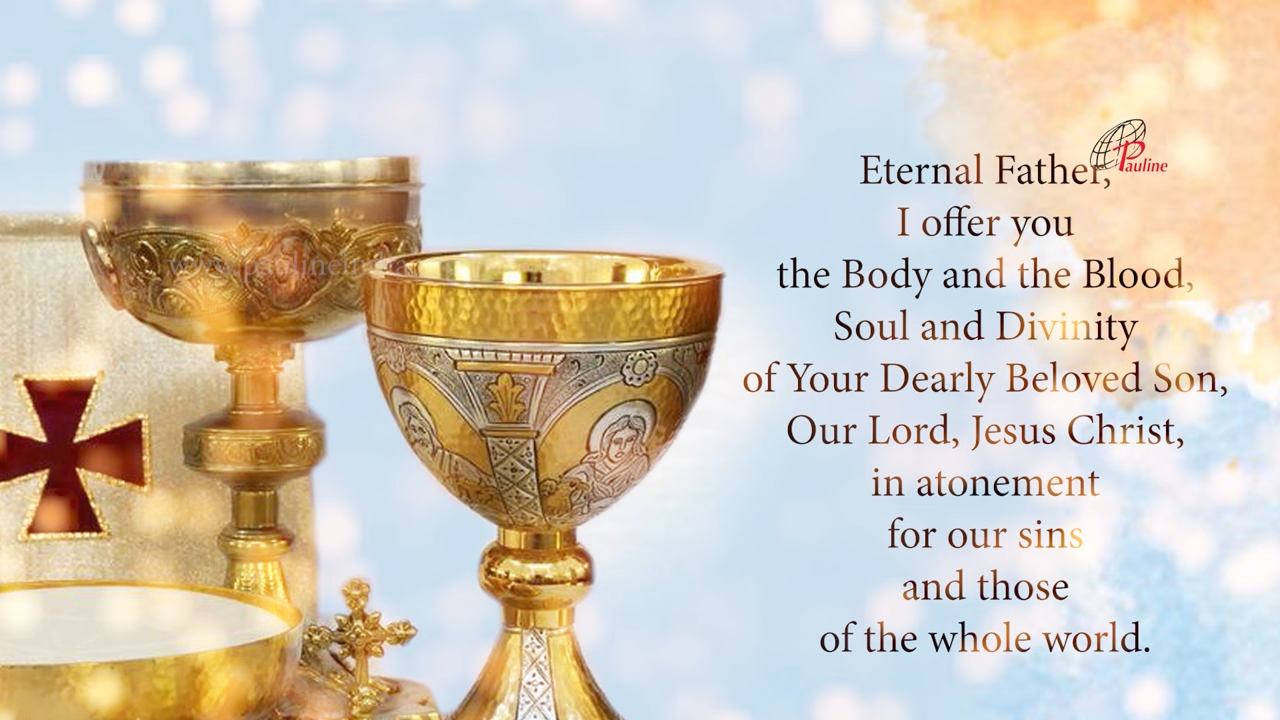 Pauline
Eternal Father,
I offer you
the Body and the Blood,
Soul and Divinity
of Your Dearly Beloved Son,
Our Lord, Jesus Christ,
in atonement
for our sins
and those
of the whole world.